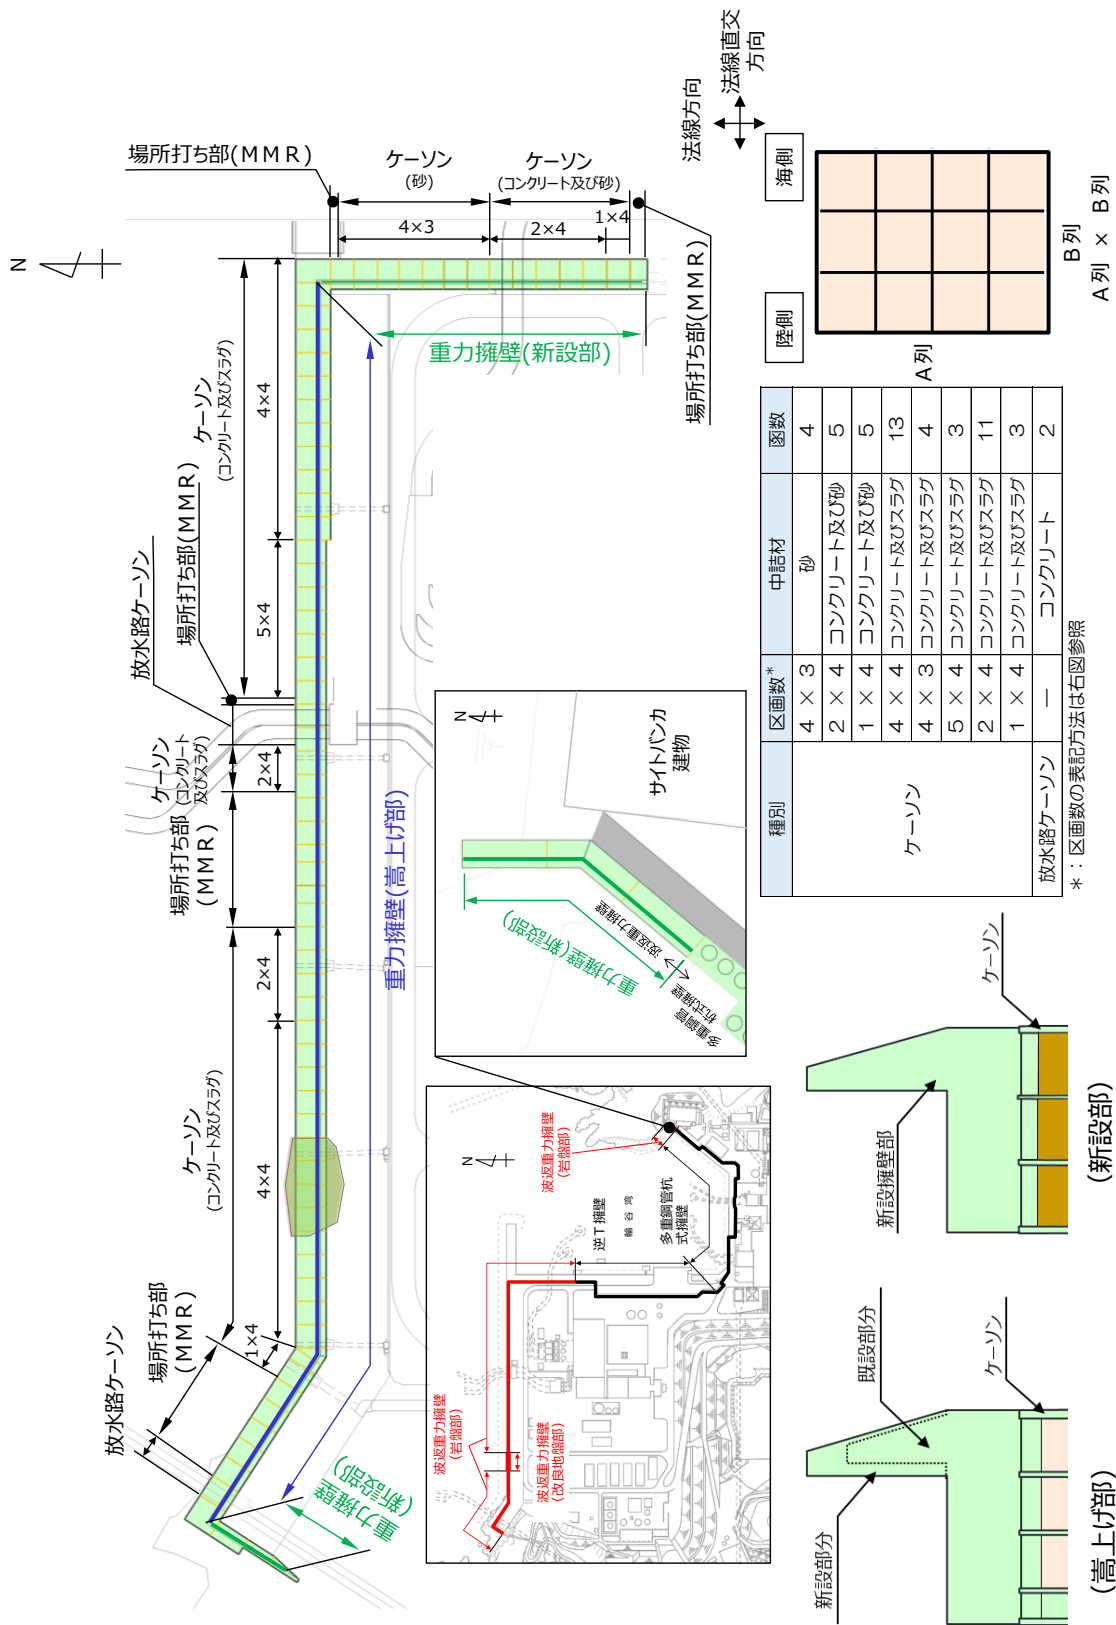 場所打ち部(MMR)
ケーソン
(砂)
ケーソン
(コンクリート及び砂)
4×3
2×4
1×4
場所打ち部(MMR)
重力擁壁(新設部)
N
ケーソン
(コンクリート及びスラグ)
4×4
5×4
場所打ち部(MMR)
放水路ケーソン
ケーソン
(コンクリート
及びスラグ)
2×4
場所打ち部
(MMR)
2×4
ケーソン
(コンクリート及びスラグ)
4×4
1×4
場所打ち部
(MMR)
放水路ケーソン
重力擁壁(嵩上げ部)
重力擁壁
(新設部)
N
サイトバンカ
建物
重力擁壁(新設部)
波返重力擁壁
多重鋼管
杭式擁壁
N
波返重力擁壁
(岩盤部)
逆T擁壁
輪谷湾
多重鋼管杭
式擁壁
波返重力擁壁
(岩盤部)
波返重力擁壁
(改良地盤部)
法線方向
法線直交
方向
海側
陸側
A列
B列
A列 × B列
種別 区画数* 中詰材 函数
ケーソン 4 × 3 砂 4
2 × 4 コンクリート及び砂 5
1 × 4 コンクリート及び砂 5
4 × 4 コンクリート及びスラグ 13
4 × 3 コンクリート及びスラグ 4
5 × 4 コンクリート及びスラグ 3
2 × 4 コンクリート及びスラグ 11
1 × 4 コンクリート及びスラグ 3
放水路ケーソン － コンクリート 2
*：区画数の表記方法は右図参照
新設部分
既設部分
ケーソン
(嵩上げ部)
新設擁壁部
ケーソン
(新設部)